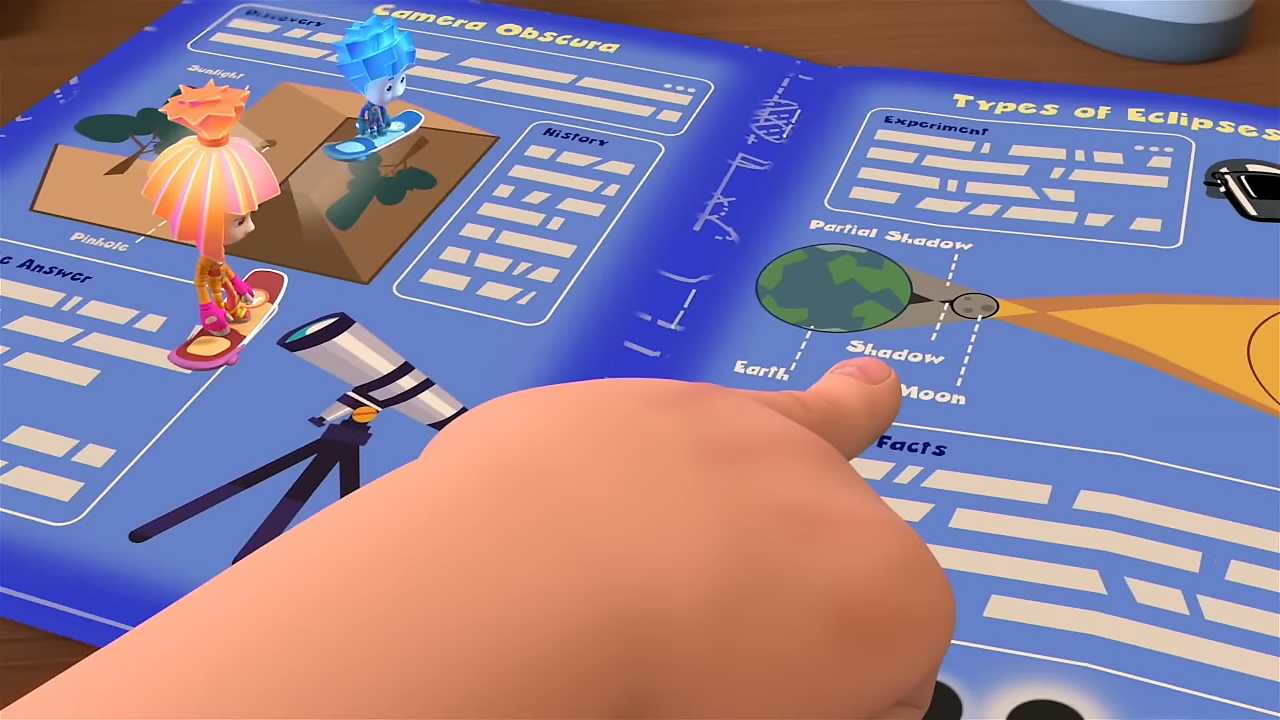 Discovery
Camera Obscura
Sunlight
History
Pinhole
Answer
Types of Eclipses
Experiment
Partial Shadow
Shadow
Earth
Moon
Facts